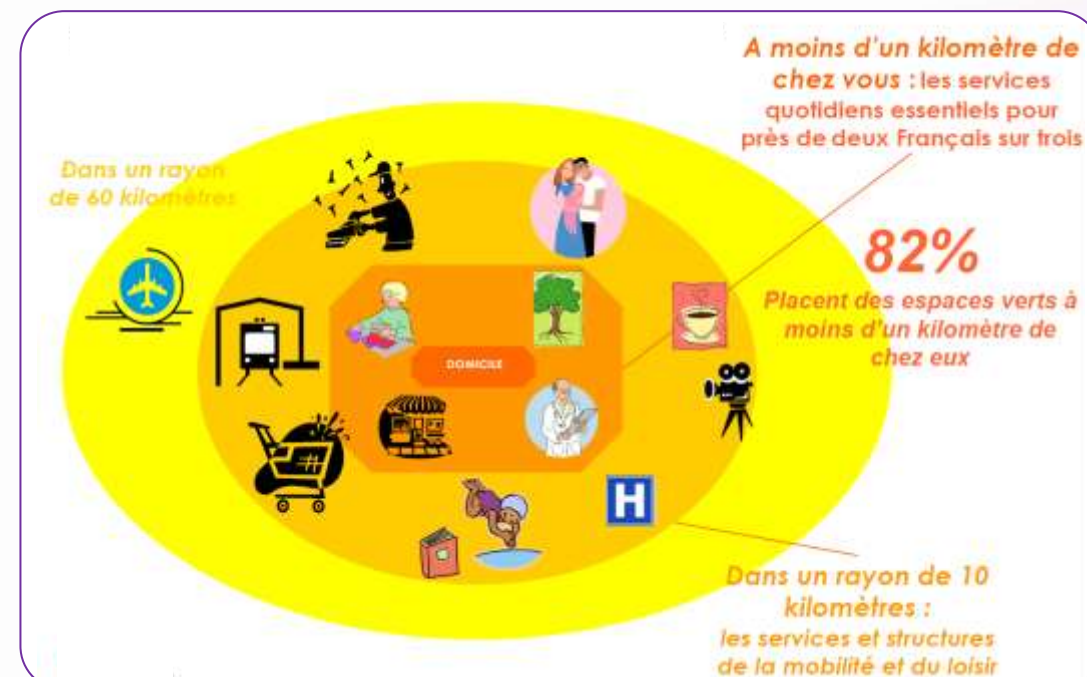 A moins d'un kilomètre de
chez vous : les services
quotidiens essentiels pour
près de deux Français sur trois
Dans un rayon
de 60 kilomètres
82%
Placent des espaces verts à
moins d'un kilomètre de
chez eux
DOMICILE
H
Dans un rayon de 10
kilomètres :
les services et structures
de la mobilité et du loisir